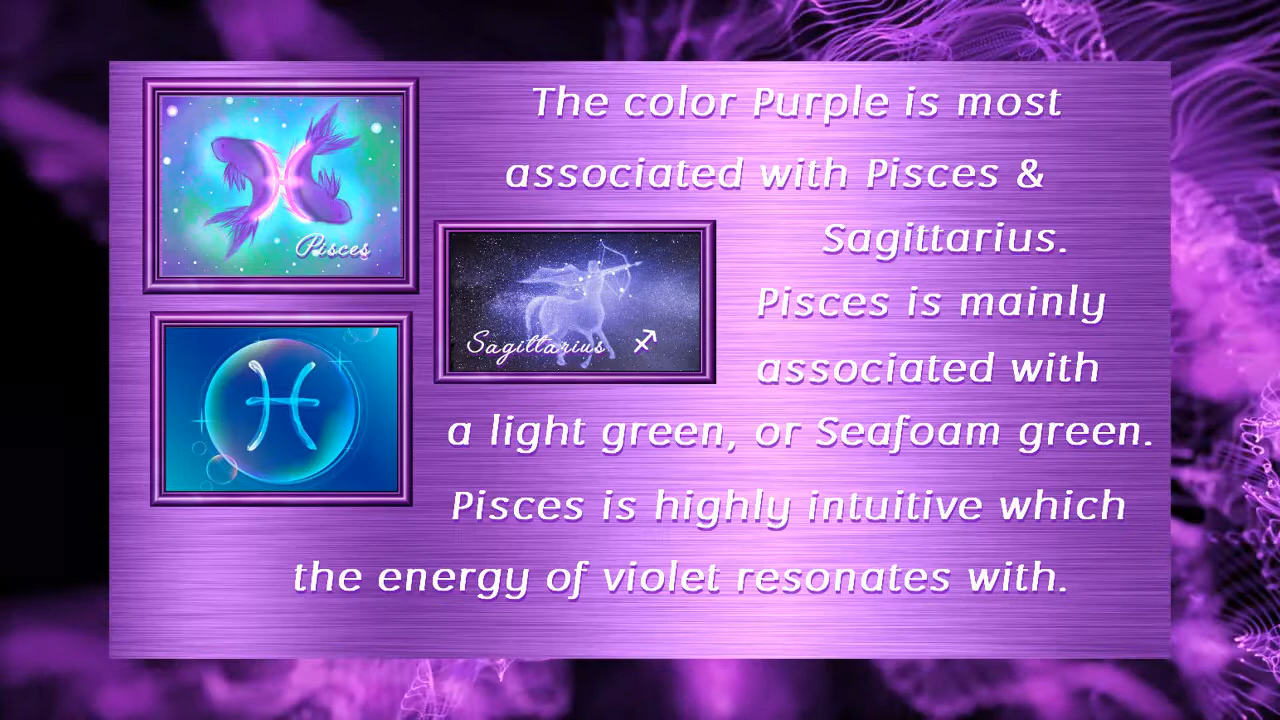 The color Purple is most
associated with Pisces &
Sagittarius.
Pisces is mainly
associated with
a light green, or Seafoam green.
Pisces is highly intuitive which
the energy of violet resonates with.
Pisces
Sagittarius ♐
♓